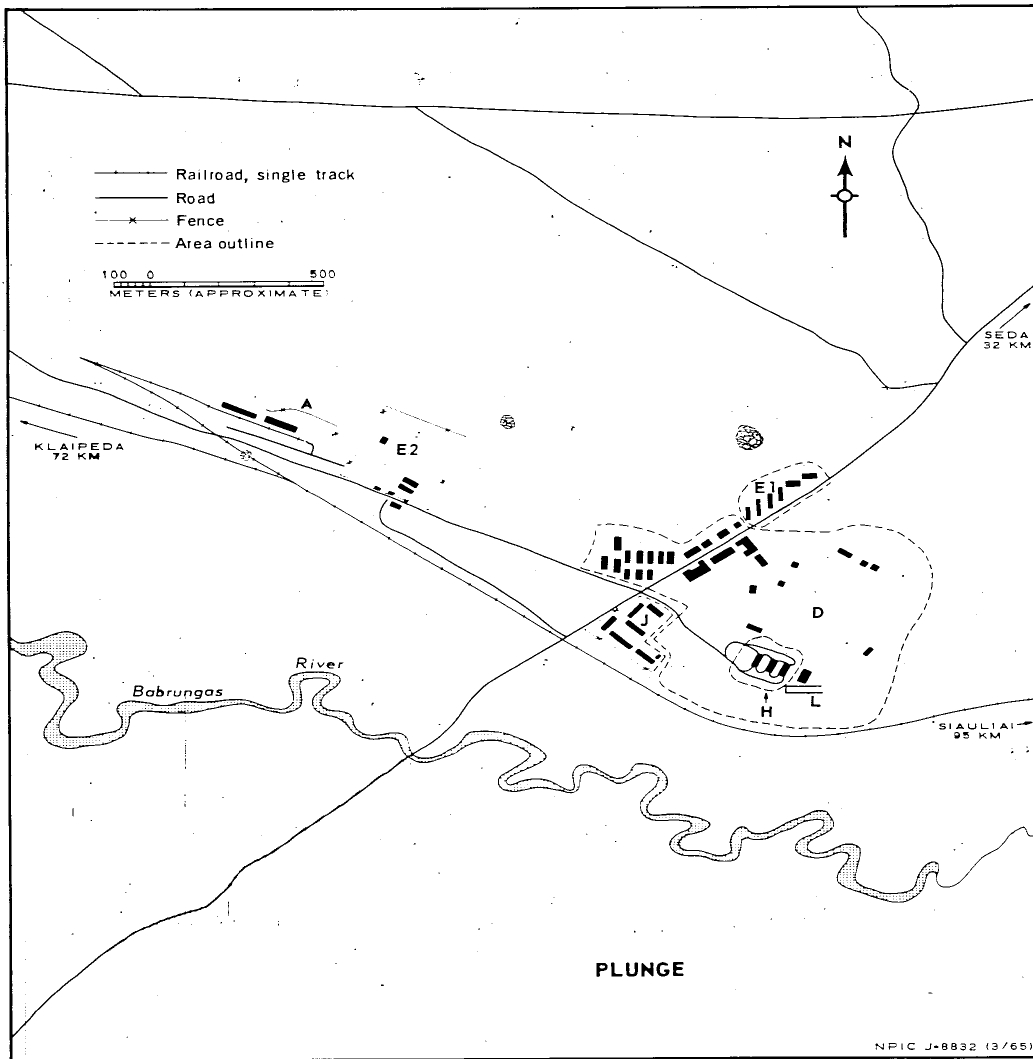 N
Railroad, single track
Road
Fence
Area outline
100 0 500
METERS (APPROXIMATE)
SEDA
32 KM
A
KLAIPEDA
72 KM
E2
E1
D
J
River
Babrungas
H
L
SIAULIAI
95 KM
PLUNGE
NPIC J-8832 (3/65)